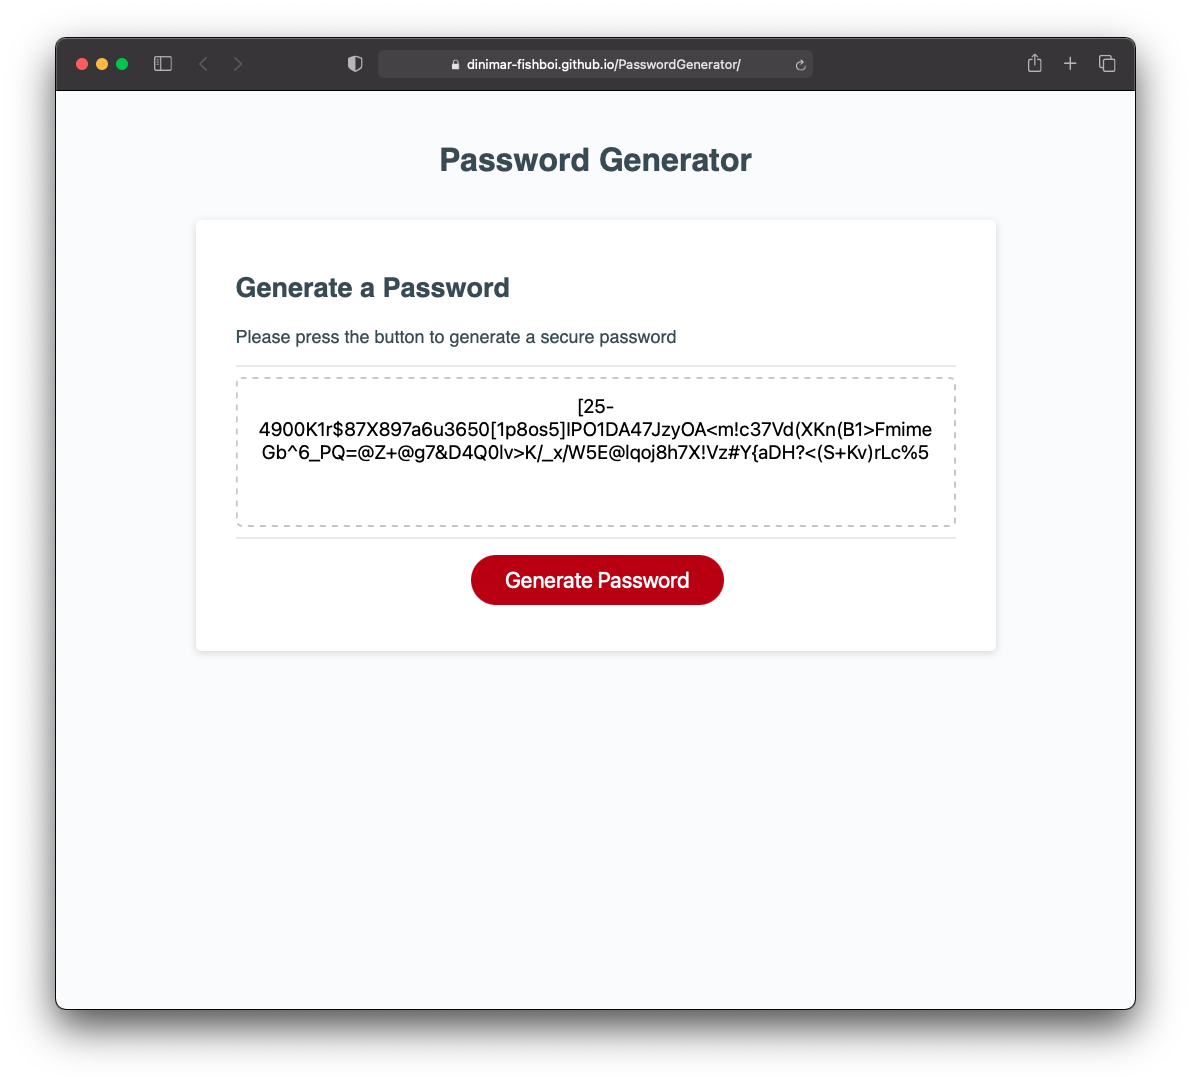 dinimar-fishboi.github.io/PasswordGenerator/
Password Generator
Generate a Password
Please press the button to generate a secure password
[25-
4900K1r$87X897a6u3650[1p8os5]lPO1DA47JzyOA<m!c37Vd(XKn(B1>Fmime
Gb^6_PQ=@Z+@g7&D4Q0lv>K/_x/W5E@lqoj8h7X!Vz#Y{aDH?<(S+Kv)rLc%5
Generate Password